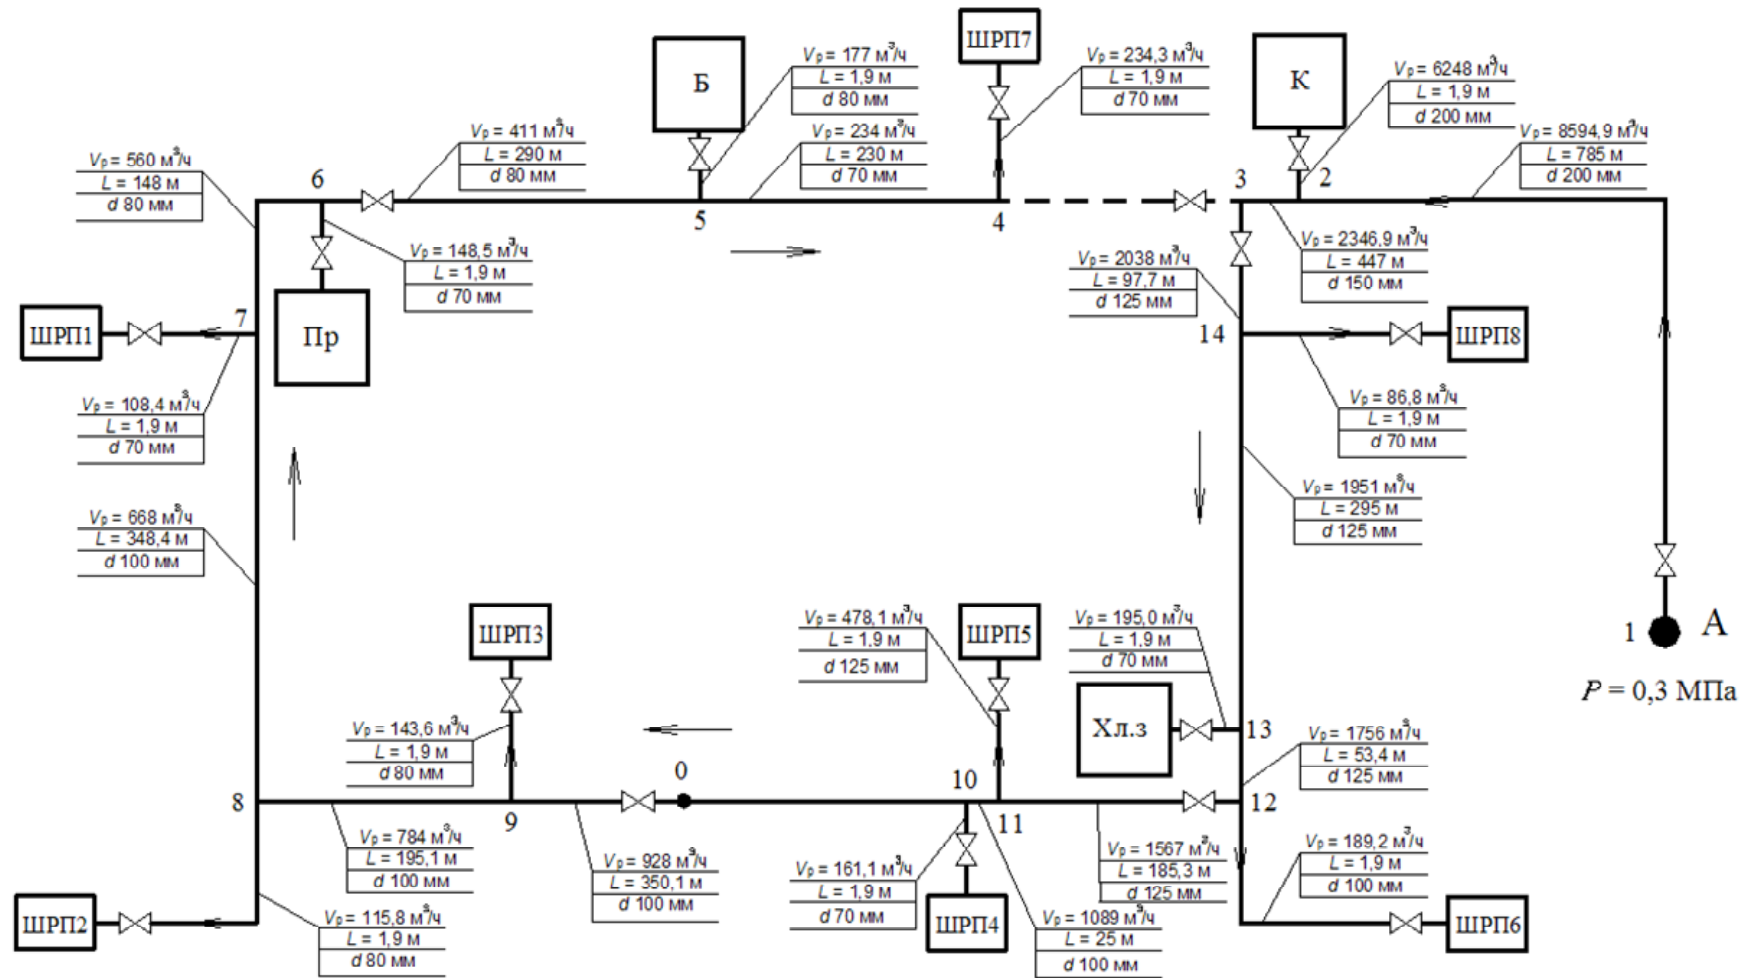 ШРП7
Б
К
Vр = 177 м³/ч
L = 1,9 м
d 80 мм
Vр = 234,3 м³/ч
L = 1,9 м
d 70 мм
Vр = 6248 м³/ч
L = 1,9 м
d 200 мм
Vр = 411 м³/ч
L = 290 м
d 80 мм
Vр = 234 м³/ч
L = 230 м
d 70 мм
Vр = 8594,9 м³/ч
L = 785 м
d 200 мм
Vр = 560 м³/ч
L = 148 м
d 80 мм
6
5
4
3
2
Vр = 148,5 м³/ч
L = 1,9 м
d 70 мм
Vр = 2038 м³/ч
L = 97,7 м
d 125 мм
Vр = 2346,9 м³/ч
L = 447 м
d 150 мм
ШРП1
7
Пр
14
ШРП8
Vр = 108,4 м³/ч
L = 1,9 м
d 70 мм
Vр = 86,8 м³/ч
L = 1,9 м
d 70 мм
Vр = 668 м³/ч
L = 348,4 м
d 100 мм
Vр = 1951 м³/ч
L = 295 м
d 125 мм
ШРП3
Vр = 478,1 м³/ч
L = 1,9 м
d 125 мм
ШРП5
Vр = 195,0 м³/ч
L = 1,9 м
d 70 мм
1
А
P = 0,3 МПа
Vр = 143,6 м³/ч
L = 1,9 м
d 80 мм
Хл.з
13
Vр = 1756 м³/ч
L = 53,4 м
d 125 мм
0
10
8
9
11
12
Vр = 784 м³/ч
L = 195,1 м
d 100 мм
Vр = 928 м³/ч
L = 350,1 м
d 100 мм
Vр = 161,1 м³/ч
L = 1,9 м
d 70 мм
Vр = 1567 м³/ч
L = 185,3 м
d 125 мм
Vр = 189,2 м³/ч
L = 1,9 м
d 100 мм
ШРП2
Vр = 115,8 м³/ч
L = 1,9 м
d 80 мм
ШРП4
Vр = 1089 м³/ч
L = 25 м
d 100 мм
ШРП6